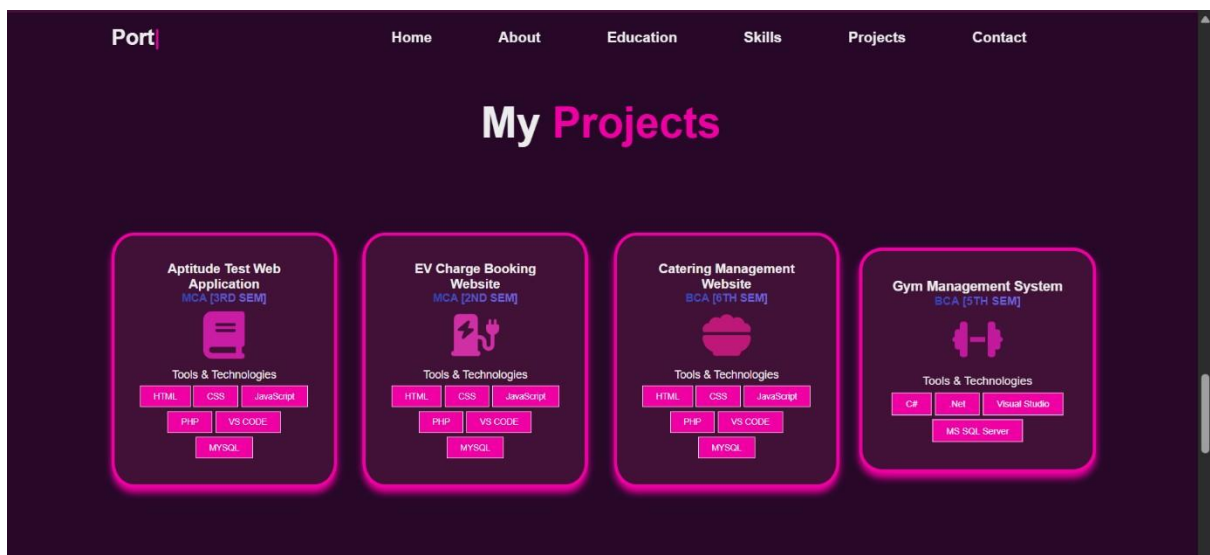 Port
Home About Education Skills Projects Contact
My Projects
Aptitude Test Web
Application
MCA [3RD SEM]
Tools & Technologies
HTML CSS JavaScript
PHP VS CODE
MYSQL
EV Charge Booking
Website
MCA [2ND SEM]
Tools & Technologies
HTML CSS JavaScript
PHP VS CODE
MYSQL
Catering Management
Website
BCA [6TH SEM]
Tools & Technologies
HTML CSS JavaScript
PHP VS CODE
MYSQL
Gym Management System
BCA [5TH SEM]
Tools & Technologies
C# .Net Visual Studio
MS SQL Server